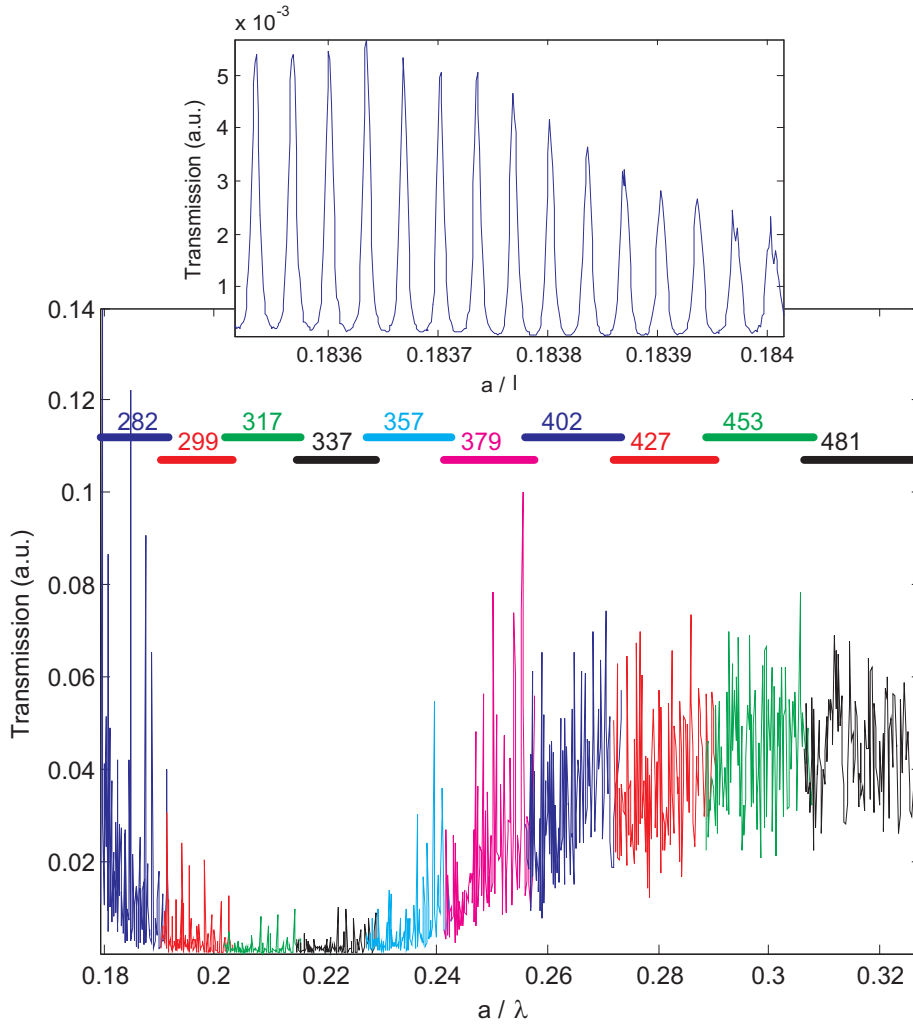 x 10⁻³
5
4
3
2
1
Transmission (a.u.)
0.1836 0.1837 0.1838 0.1839 0.184
a / l
0.14
0.12
0.1
0.08
0.06
0.04
0.02
Transmission (a.u.)
282 317 357 402 453
299 337 379 427 481
0.18 0.2 0.22 0.24 0.26 0.28 0.3 0.32
a / λ